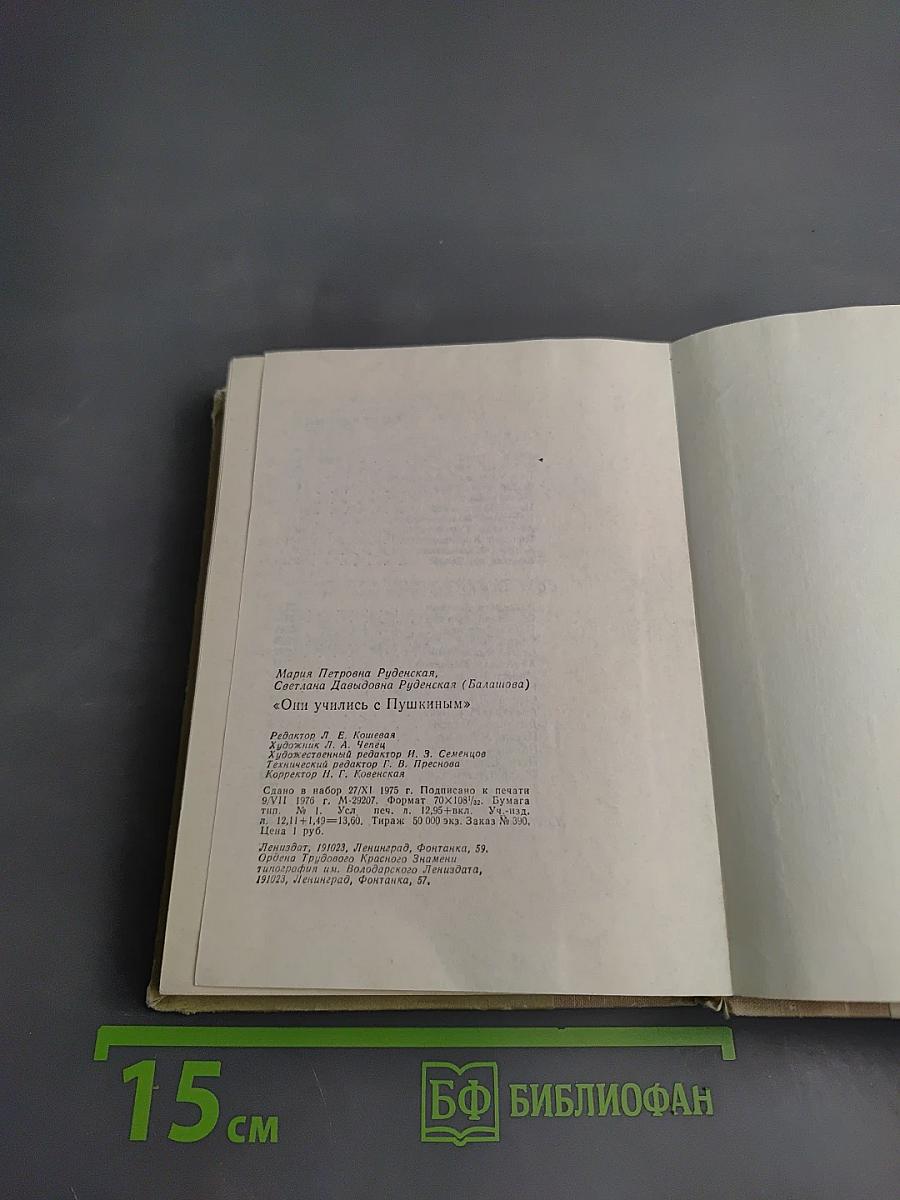 Мария Петровна Руденская,
Светлана Давыдовна Руденская (Балашова)
«Они учились с Пушкиным»
Редактор Л. Е. Кошевая
Художник Л. А. Чепец
Художественный редактор И. З. Семенцов
Технический редактор Г. В. Преснова
Корректор Н. Г. Ковенская
Сдано в набор 27/XI 1975 г. Подписано к печати
9/VII 1976 г. М-29207. Формат 70×108¹/₃₂. Бумага
тип. № 1. Усл. печ. л. 12,95+вкл. Уч.-изд.
л. 12,11+1,49=13,60. Тираж 50 000 экз. Заказ № 390.
Цена 1 руб.
Лениздат, 191023, Ленинград, Фонтанка, 59.
Ордена Трудового Красного Знамени
типография им. Володарского Лениздата,
191023, Ленинград, Фонтанка, 57.
15 см
БФ БИБЛИОФАН